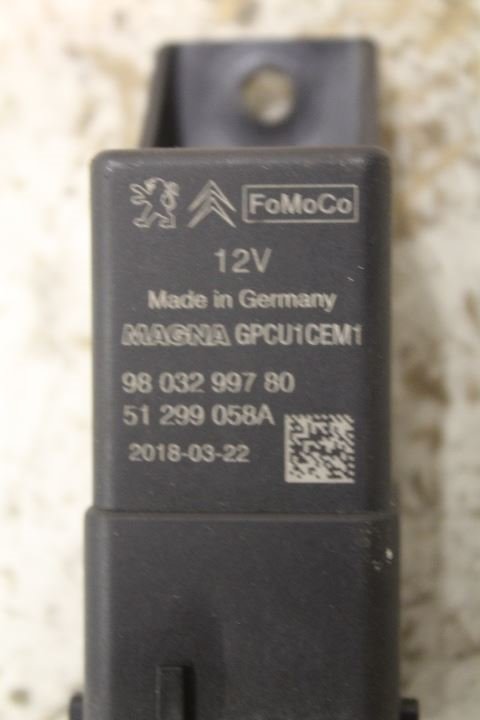 FoMoCo
12V
Made in Germany
MAGNA GPCU1CEM1
98 032 997 80
51 299 058A
2018-03-22